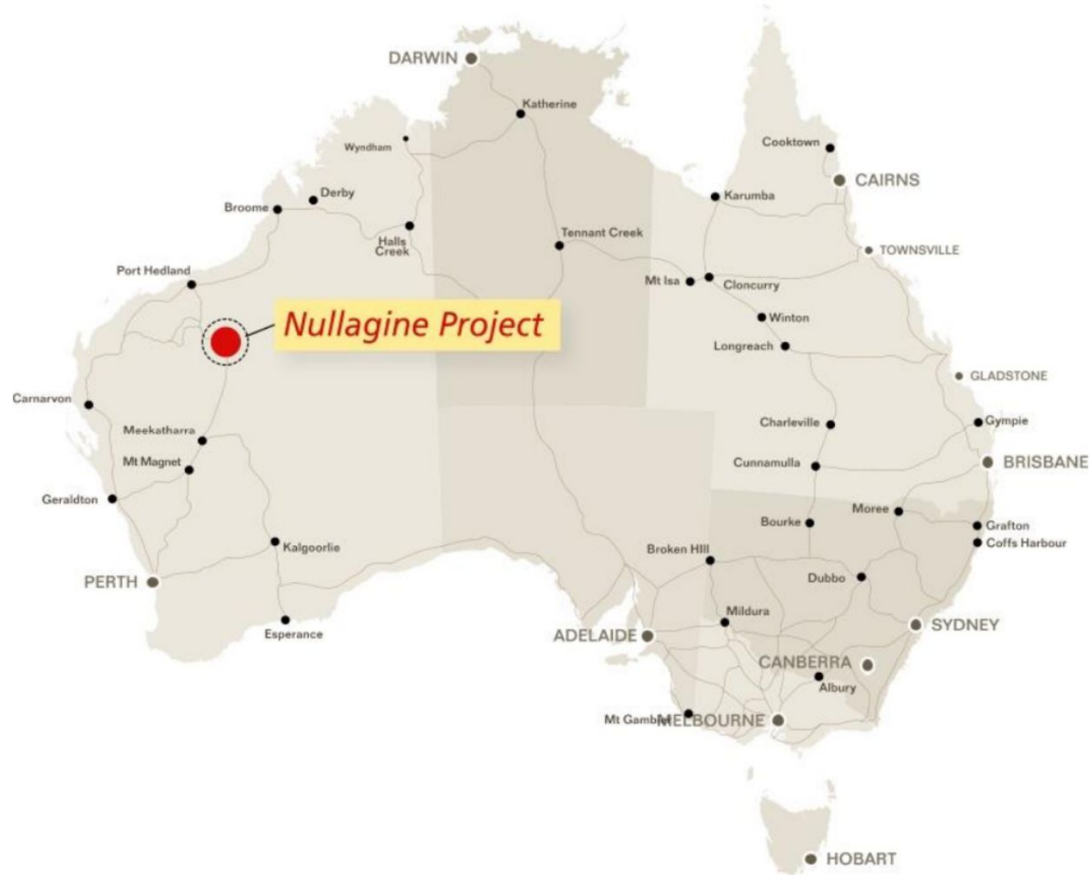 DARWIN
Katherine
Cooktown
Wyndham
CAIRNS
Derby
Karumba
Broome
Halls
Creek
Tennant Creek
TOWNSVILLE
Port Hedland
Mt Isa
Cloncurry
Nullagine Project
Winton
Longreach
GLADSTONE
Carnarvon
Charleville
Gympie
Meekatharra
Mt Magnet
Cunnamulla
BRISBANE
Geraldton
Moree
Bourke
Grafton
Kalgoorlie
Coffs Harbour
Broken HIll
PERTH
Dubbo
Mildura
Esperance
ADELAIDE
SYDNEY
CANBERRA
Albury
Mt Gambier
MELBOURNE
HOBART